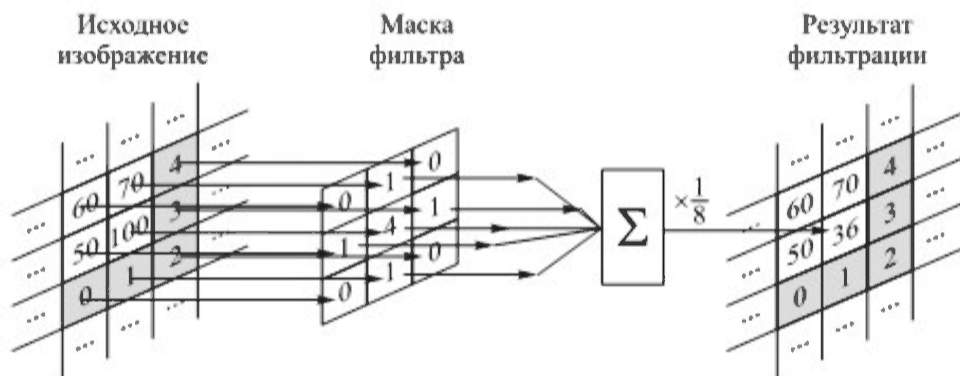 Исходное
изображение
Маска
фильтра
Результат
фильтрации
... ... ...
... 60 70 4 ...
... 50 100 3 ...
... 0 1 2 ...
... ... ...
0 1 0
1 4 1
0 1 0
Σ
×1/8
... ... ...
... 60 70 4 ...
... 50 36 3 ...
... 0 1 2 ...
... ... ...